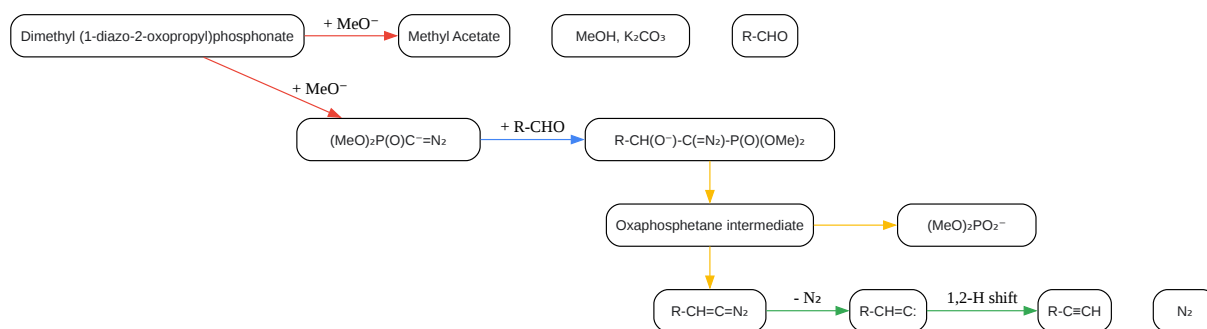 Dimethyl (1-diazo-2-oxopropyl)phosphonate
+ MeO⁻
Methyl Acetate
MeOH, K₂CO₃
R-CHO
+ MeO⁻
(MeO)₂P(O)C⁻=N₂
+ R-CHO
R-CH(O⁻)-C(=N₂)-P(O)(OMe)₂
Oxaphosphetane intermediate
(MeO)₂PO₂⁻
R-CH=C=N₂
- N₂
R-CH=C:
1,2-H shift
R-C≡CH
N₂